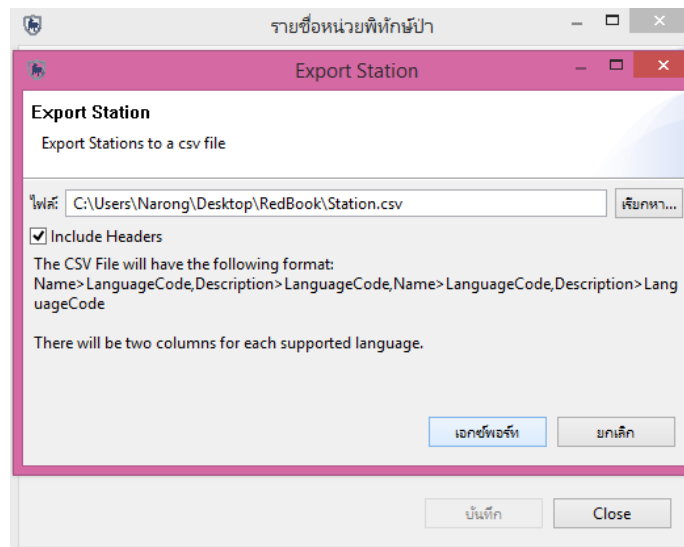 รายชื่อหน่วยพิทักษ์ป่า
Export Station
Export Station
Export Stations to a csv file
ไฟล์: C:\Users\Narong\Desktop\RedBook\Station.csv เรียกหา...
Include Headers
The CSV File will have the following format:
Name>LanguageCode,Description>LanguageCode,Name>LanguageCode,Description>Lang
uageCode
There will be two columns for each supported language.
เอกซ์พอร์ท ยกเลิก
บันทึก Close